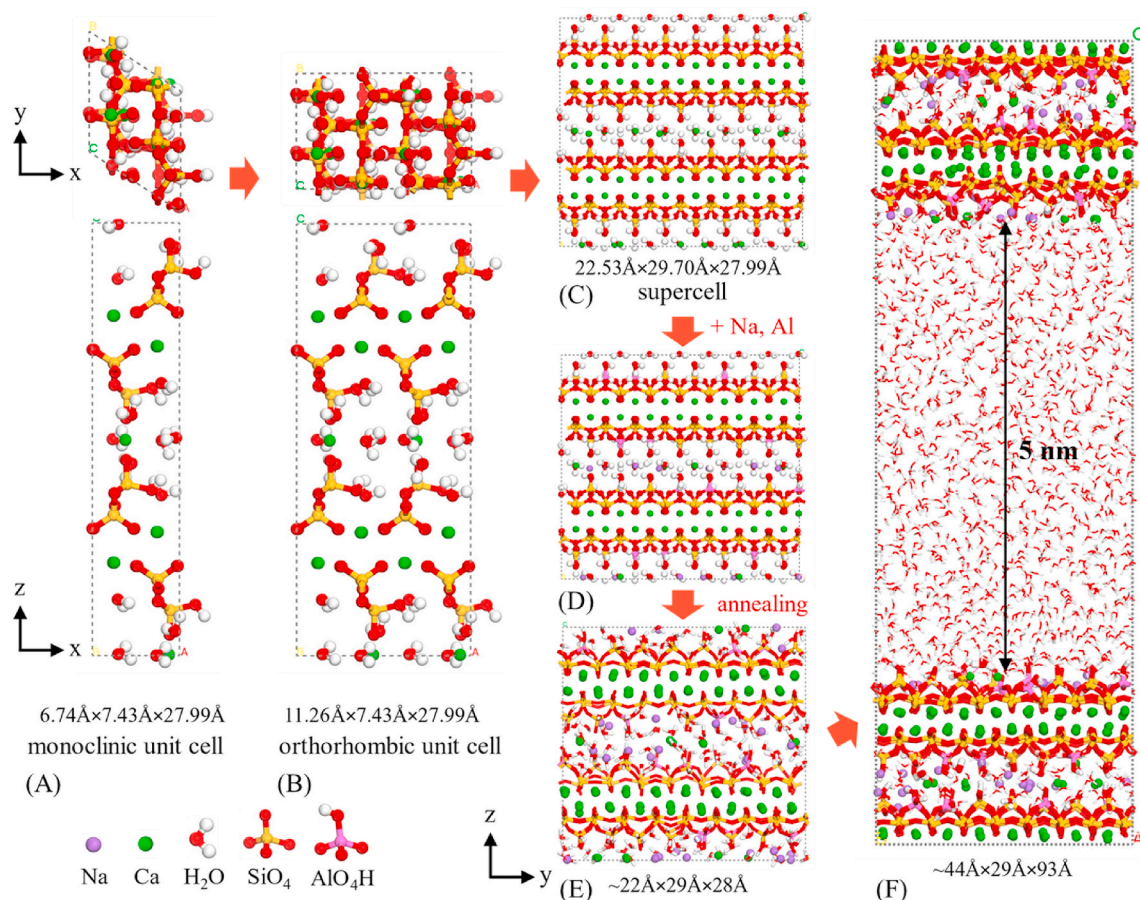 B
y
x
C
A
B
C
A
y
x
C
z
x
B
A
C
B
A
6.74Å×7.43Å×27.99Å
monoclinic unit cell
(A)
11.26Å×7.43Å×27.99Å
orthorhombic unit cell
(B)
C
22.53Å×29.70Å×27.99Å
(C)
supercell
+ Na, Al
C
(D)
annealing
C
z
y
(E)
~22Å×29Å×28Å
C
5 nm
A
~44Å×29Å×93Å
(F)
Na
Ca
H₂O
SiO₄
AlO₄H